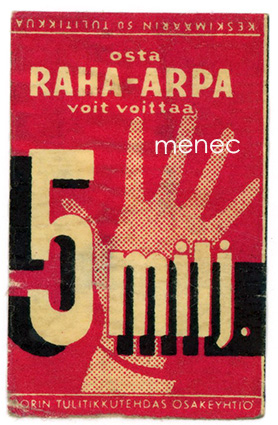 KESKIMÄÄRIN 50 TULITIKKUA
osta
RAHA-ARPA
voit voittaa
menec
5 milj.
PORIN TULITIKKUTEHDAS OSAKEYHTIÖ